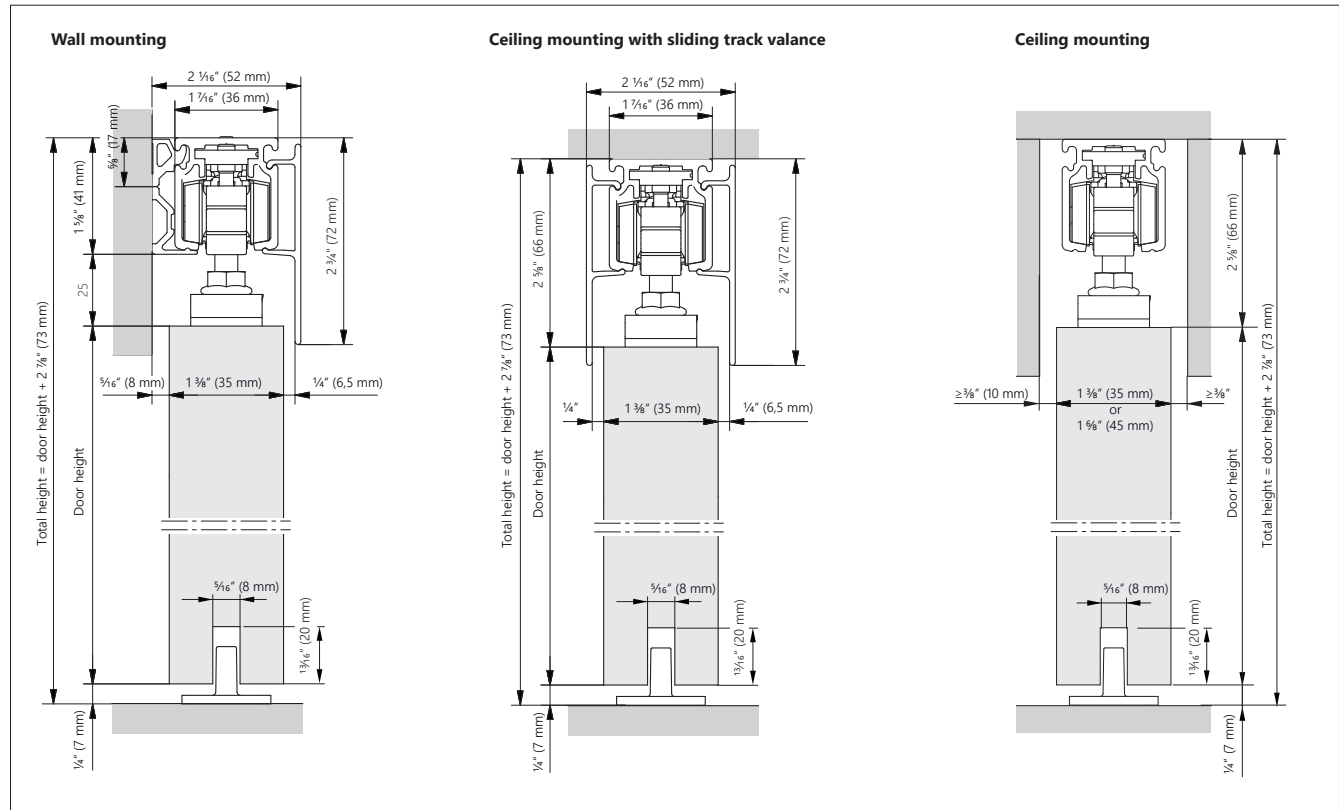 Wall mounting
2 ¹⁄₁₆“ (52 mm)
1 ⁷⁄₁₆“ (36 mm)
⁶⁄₈“ (17 mm)
1 ⁵⁄₈“ (41 mm)
25
2 ³⁄₄“ (72 mm)
⁵⁄₁₆“ (8 mm)
1 ³⁄₈“ (35 mm)
¹⁄₄“ (6,5 mm)
Total height = door height + 2 ⁷⁄₈“ (73 mm)
Door height
⁵⁄₁₆“ (8 mm)
¹³⁄₁₆“ (20 mm)
¹⁄₄“ (7 mm)
Ceiling mounting with sliding track valance
2 ¹⁄₁₆“ (52 mm)
1 ⁷⁄₁₆“ (36 mm)
2 ⁵⁄₈“ (66 mm)
2 ³⁄₄“ (72 mm)
¹⁄₄“
1 ³⁄₈“ (35 mm)
¹⁄₄“ (6,5 mm)
Total height = door height + 2 ⁷⁄₈“ (73 mm)
Door height
⁵⁄₁₆“ (8 mm)
¹³⁄₁₆“ (20 mm)
¹⁄₄“ (7 mm)
Ceiling mounting
2 ⁵⁄₈“ (66 mm)
≥³⁄₈“ (10 mm)
1 ³⁄₈“ (35 mm)
or
1 ⁶⁄₈“ (45 mm)
≥³⁄₈“
Door height
Total height = door height + 2 ⁷⁄₈“ (73 mm)
⁵⁄₁₆“ (8 mm)
¹³⁄₁₆“ (20 mm)
¹⁄₄“ (7 mm)